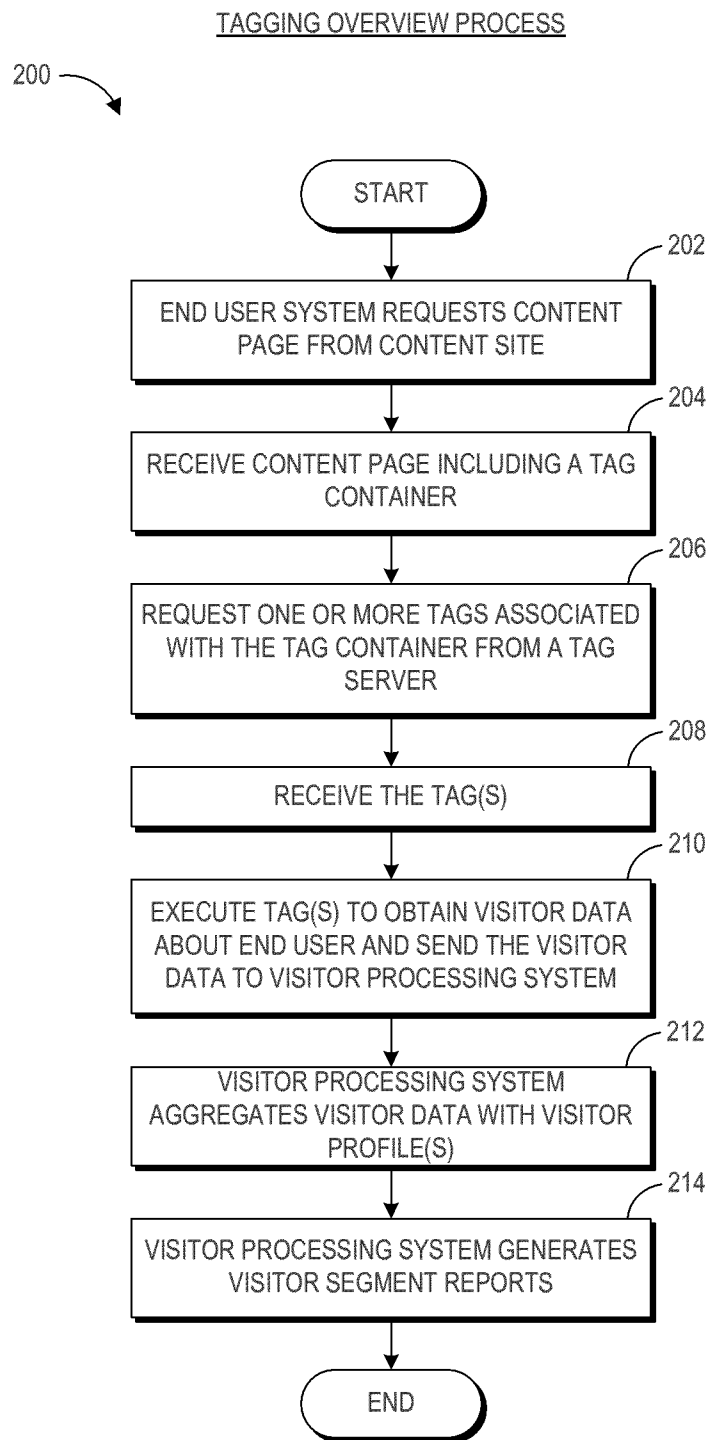 TAGGING OVERVIEW PROCESS
200
START
202
END USER SYSTEM REQUESTS CONTENT
PAGE FROM CONTENT SITE
204
RECEIVE CONTENT PAGE INCLUDING A TAG
CONTAINER
206
REQUEST ONE OR MORE TAGS ASSOCIATED
WITH THE TAG CONTAINER FROM A TAG
SERVER
208
RECEIVE THE TAG(S)
210
EXECUTE TAG(S) TO OBTAIN VISITOR DATA
ABOUT END USER AND SEND THE VISITOR
DATA TO VISITOR PROCESSING SYSTEM
212
VISITOR PROCESSING SYSTEM
AGGREGATES VISITOR DATA WITH VISITOR
PROFILE(S)
214
VISITOR PROCESSING SYSTEM GENERATES
VISITOR SEGMENT REPORTS
END